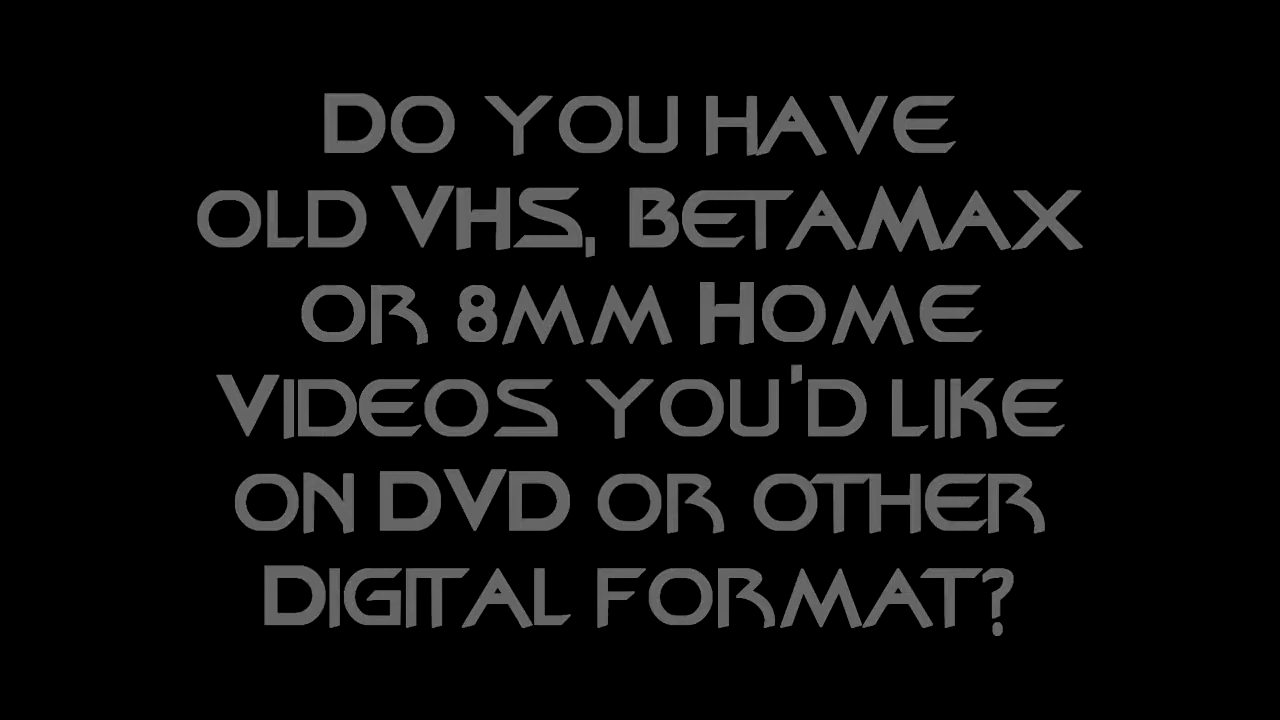 Do you have
old VHS, Betamax
or 8mm Home
Videos you'd like
on DVD or other
Digital format?